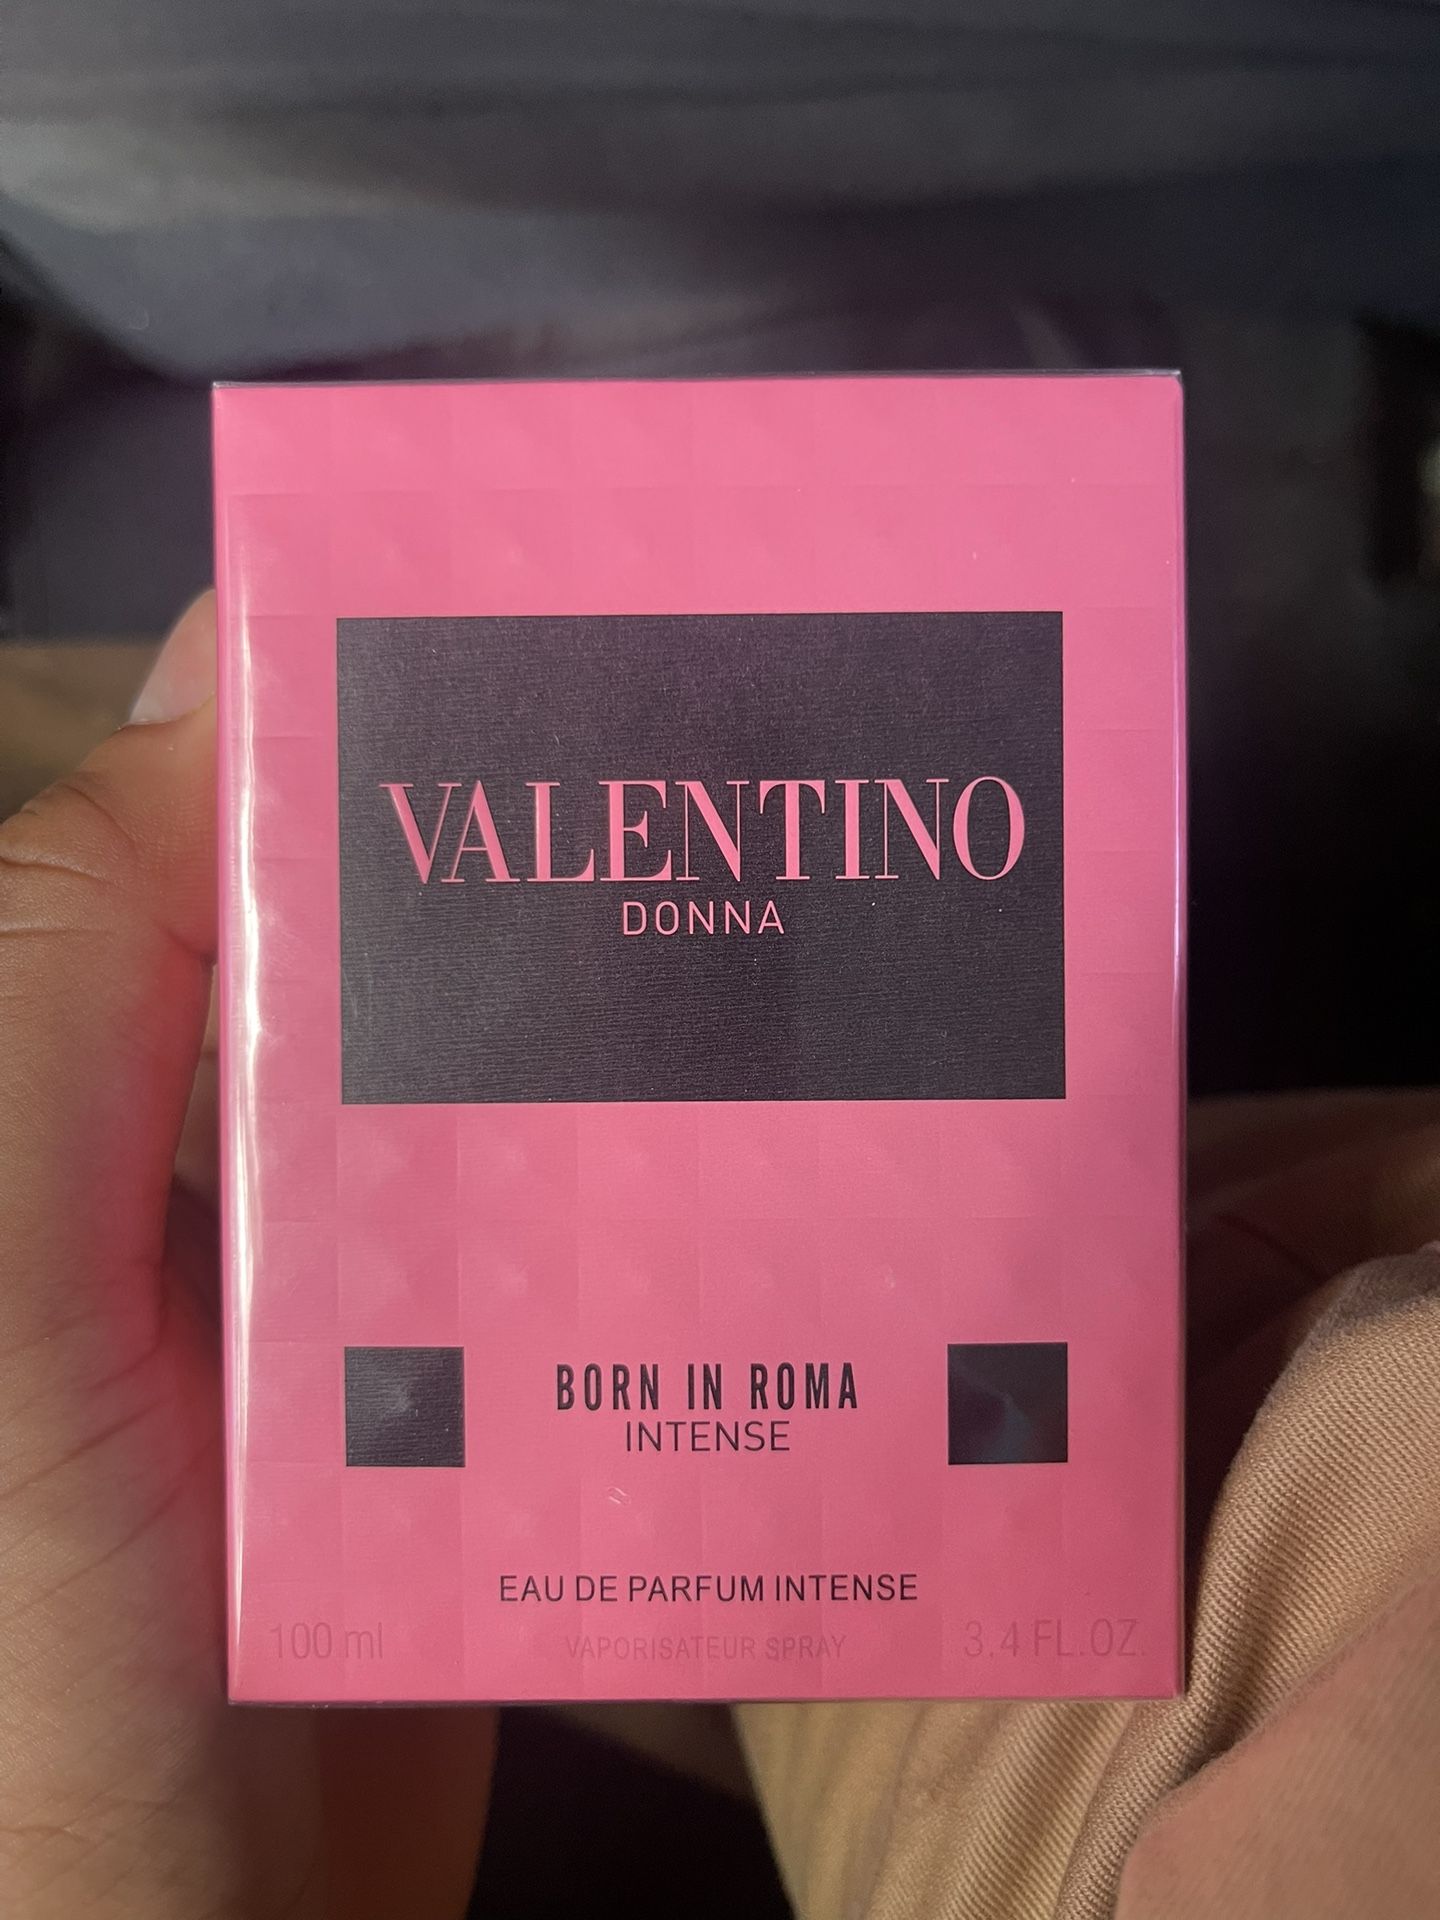 VALENTINO
DONNA
BORN IN ROMA
INTENSE
EAU DE PARFUM INTENSE
100 ml VAPORISATEUR SPRAY 3.4 FL.OZ.